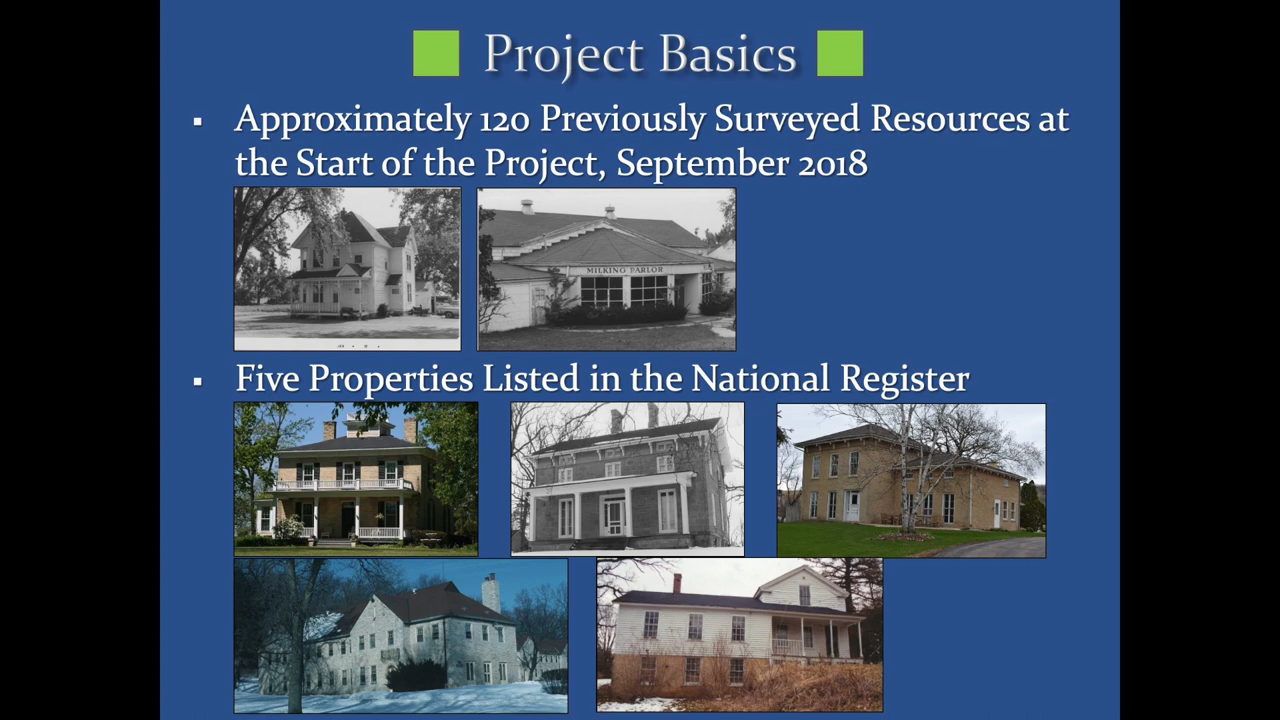 Project Basics
Approximately 120 Previously Surveyed Resources at
the Start of the Project, September 2018
MILKING PARLOR
Five Properties Listed in the National Register